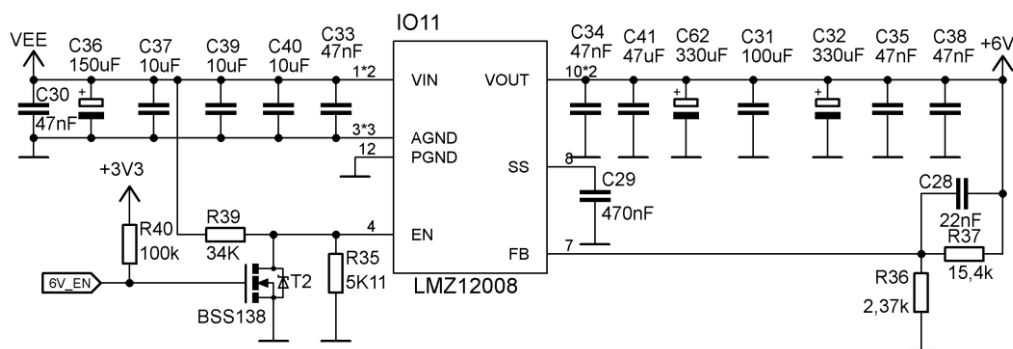 IO11
VEE
C36
150uF
C37
10uF
C39
10uF
C40
10uF
C33
47nF
C34
47nF
C41
47uF
C62
330uF
C31
100uF
C32
330uF
C35
47nF
C38
47nF
+6V
1*2
VIN
VOUT
10*2
+
+
+
C30
47nF
3*3
AGND
12
PGND
SS
8
C29
470nF
C28
22nF
+3V3
R40
100k
R39
34K
4
EN
FB
7
R37
15,4k
R35
5K11
R36
2,37k
6V_EN
T2
BSS138
LMZ12008